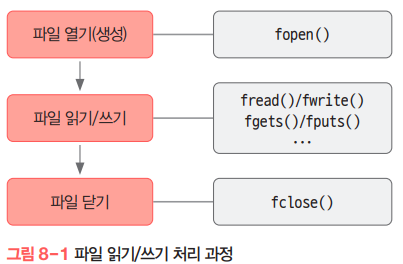 파일 열기(생성)
fopen()
파일 읽기/쓰기
fread()/fwrite()
fgets()/fputs()
...
파일 닫기
fclose()
그림 8-1 파일 읽기/쓰기 처리 과정